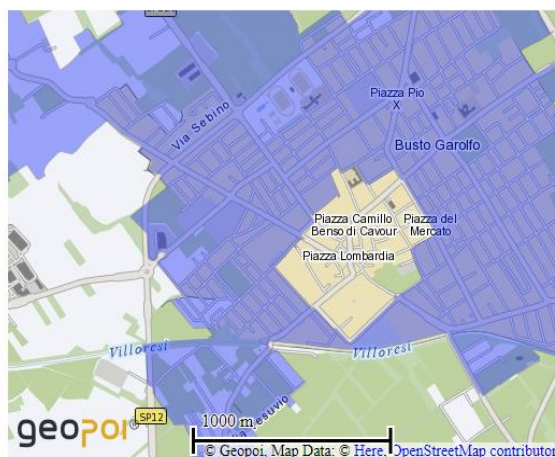 Via Sebino
Piazza Pio
X
Busto Garolfo
Piazza Camillo
Benso di Cavour
Piazza del
Mercato
Piazza Lombardia
Villoresi
Villoresi
SP12
1000 m
geopoi
© Geopoi, Map Data: © Here, OpenStreetMap contributor